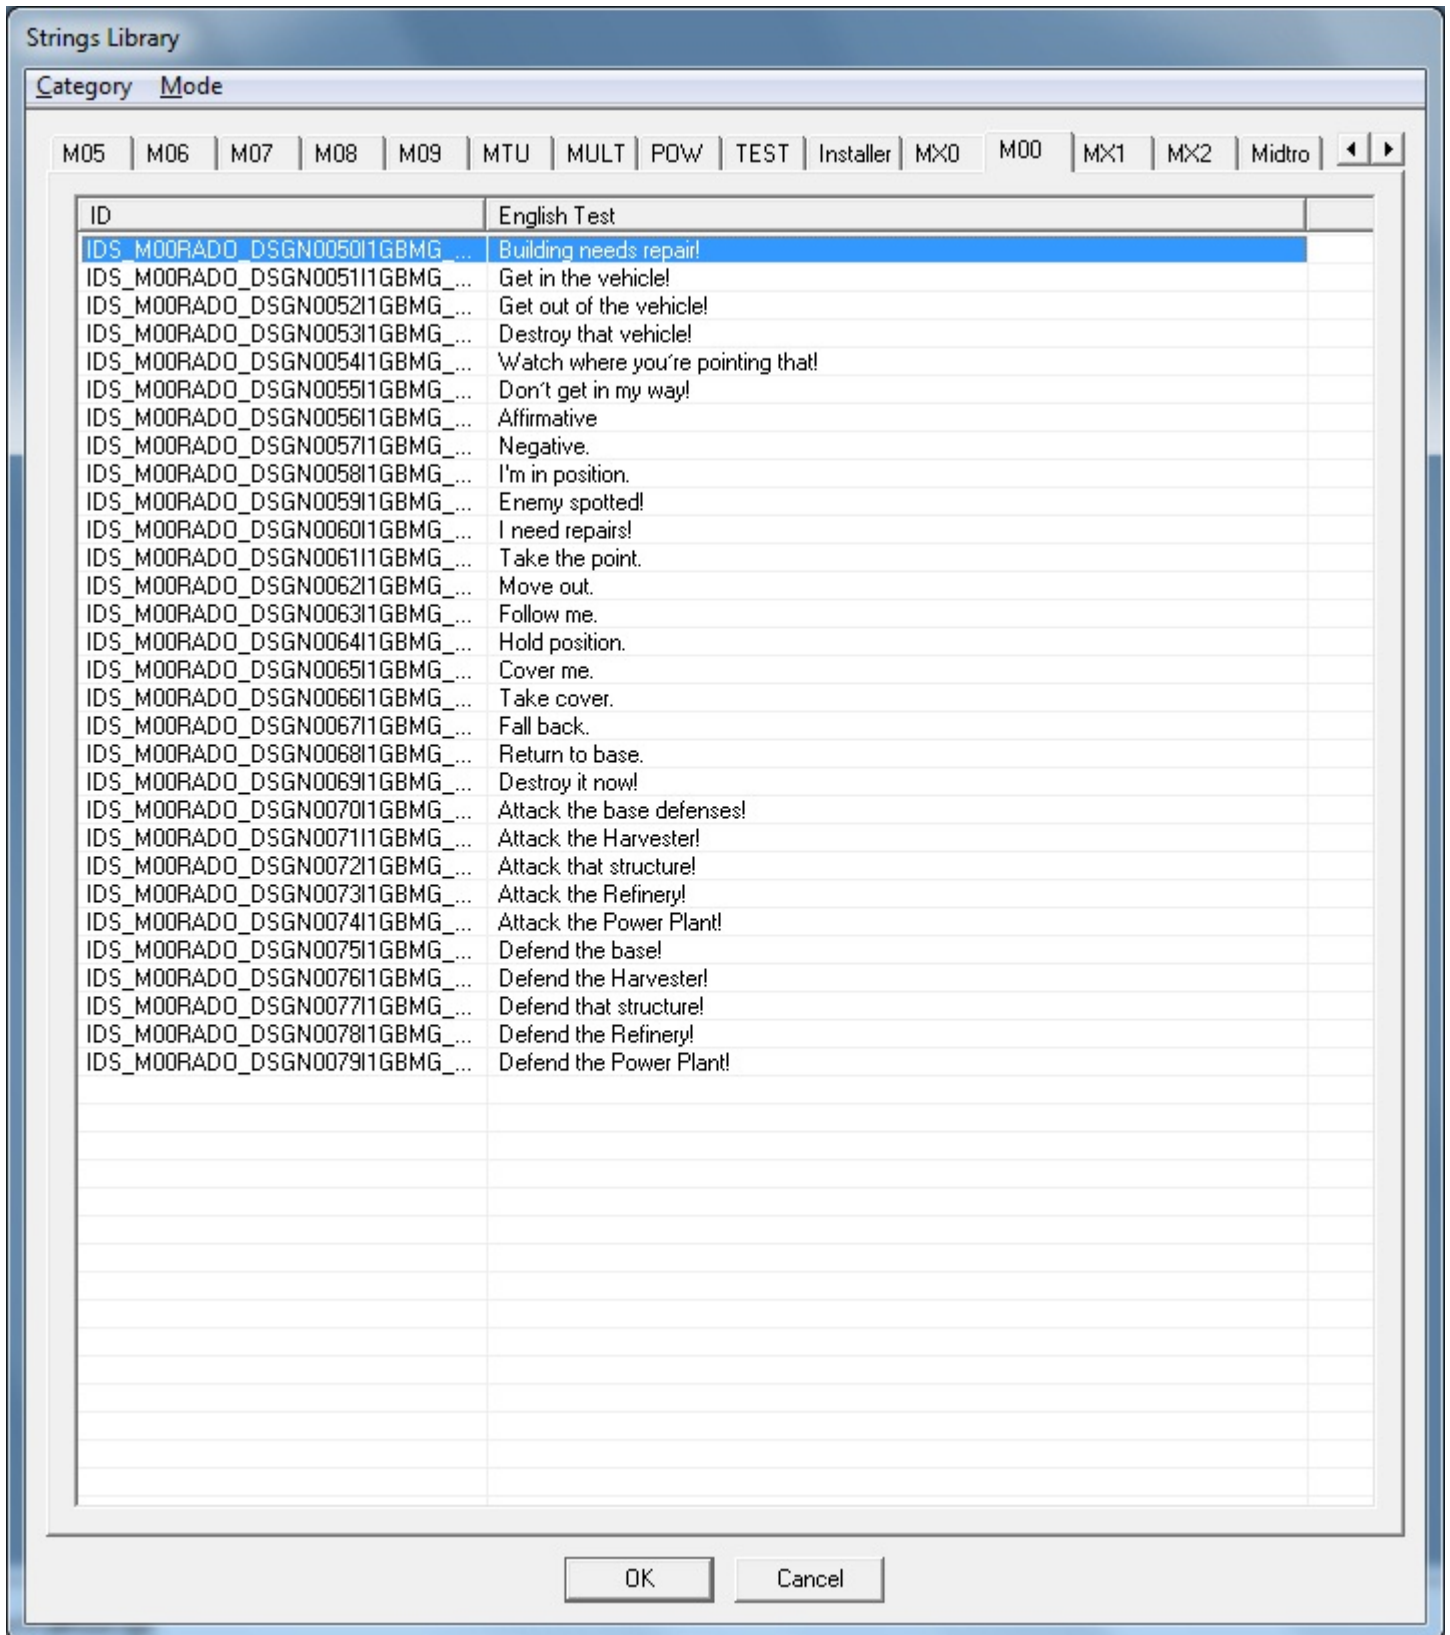 Strings Library
Category Mode
M05 M06 M07 M08 M09 MTU MULT POW TEST Installer MX0 M00 MX1 MX2 Midtro
ID English Test
IDS_M00RADO_DSGN0050I1GBMG_... Building needs repair!
IDS_M00RADO_DSGN0051I1GBMG_... Get in the vehicle!
IDS_M00RADO_DSGN0052I1GBMG_... Get out of the vehicle!
IDS_M00RADO_DSGN0053I1GBMG_... Destroy that vehicle!
IDS_M00RADO_DSGN0054I1GBMG_... Watch where you´re pointing that!
IDS_M00RADO_DSGN0055I1GBMG_... Don´t get in my way!
IDS_M00RADO_DSGN0056I1GBMG_... Affirmative
IDS_M00RADO_DSGN0057I1GBMG_... Negative.
IDS_M00RADO_DSGN0058I1GBMG_... I'm in position.
IDS_M00RADO_DSGN0059I1GBMG_... Enemy spotted!
IDS_M00RADO_DSGN0060I1GBMG_... I need repairs!
IDS_M00RADO_DSGN0061I1GBMG_... Take the point.
IDS_M00RADO_DSGN0062I1GBMG_... Move out.
IDS_M00RADO_DSGN0063I1GBMG_... Follow me.
IDS_M00RADO_DSGN0064I1GBMG_... Hold position.
IDS_M00RADO_DSGN0065I1GBMG_... Cover me.
IDS_M00RADO_DSGN0066I1GBMG_... Take cover.
IDS_M00RADO_DSGN0067I1GBMG_... Fall back.
IDS_M00RADO_DSGN0068I1GBMG_... Return to base.
IDS_M00RADO_DSGN0069I1GBMG_... Destroy it now!
IDS_M00RADO_DSGN0070I1GBMG_... Attack the base defenses!
IDS_M00RADO_DSGN0071I1GBMG_... Attack the Harvester!
IDS_M00RADO_DSGN0072I1GBMG_... Attack that structure!
IDS_M00RADO_DSGN0073I1GBMG_... Attack the Refinery!
IDS_M00RADO_DSGN0074I1GBMG_... Attack the Power Plant!
IDS_M00RADO_DSGN0075I1GBMG_... Defend the base!
IDS_M00RADO_DSGN0076I1GBMG_... Defend the Harvester!
IDS_M00RADO_DSGN0077I1GBMG_... Defend that structure!
IDS_M00RADO_DSGN0078I1GBMG_... Defend the Refinery!
IDS_M00RADO_DSGN0079I1GBMG_... Defend the Power Plant!
OK Cancel